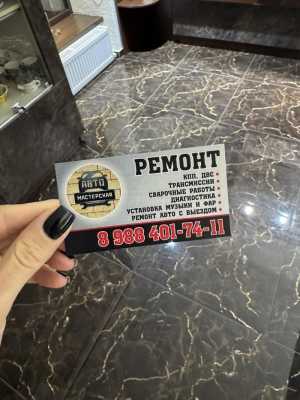 АВТО
МАСТЕРСКАЯ
РЕМОНТ
КПП, ДВС •
ТРАНСМИССИЯ •
СВАРОЧНЫЕ РАБОТЫ •
ДИАГНОСТИКА •
УСТАНОВКА МУЗЫКИ И ФАР •
РЕМОНТ АВТО С ВЫЕЗДОМ •
8 988 401-74-11